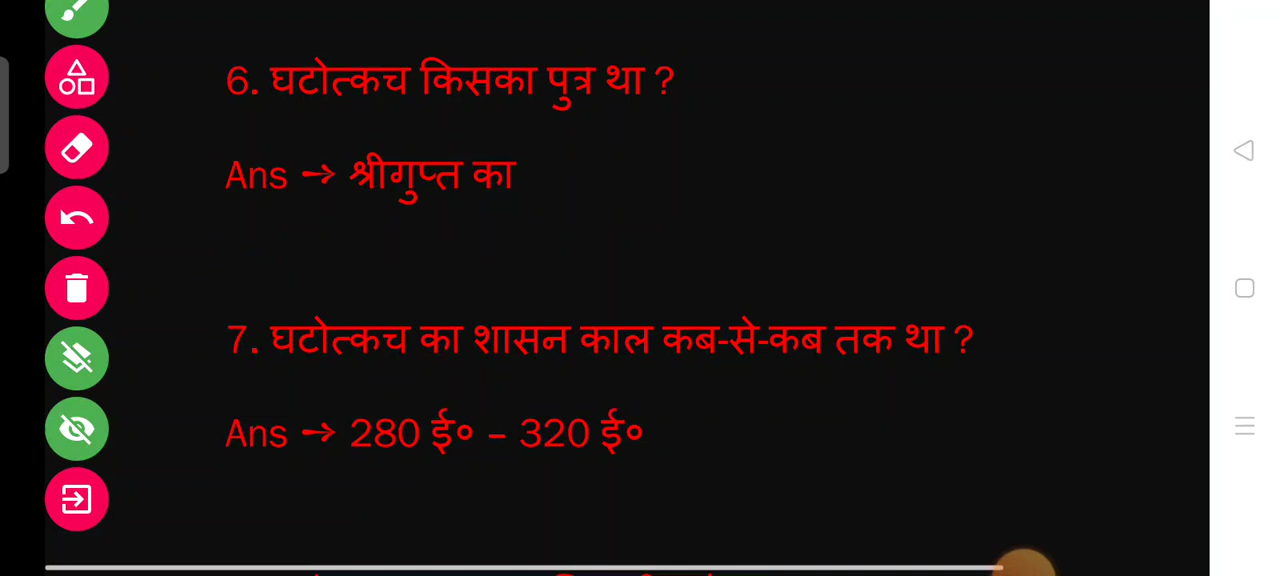 6. घटोत्कच किसका पुत्र था ?
Ans → श्रीगुप्त का
7. घटोत्कच का शासन काल कब-से-कब तक था ?
Ans → 280 ई० – 320 ई०